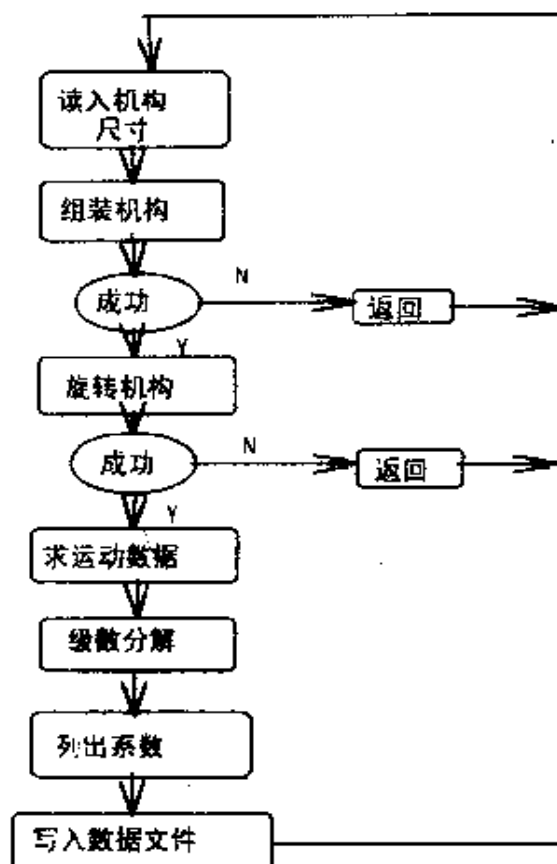 读入机构
尺寸
组装机构
成功
N
返回
Y
旋转机构
成功
N
返回
Y
求运动数据
级数分解
列出系数
写入数据文件